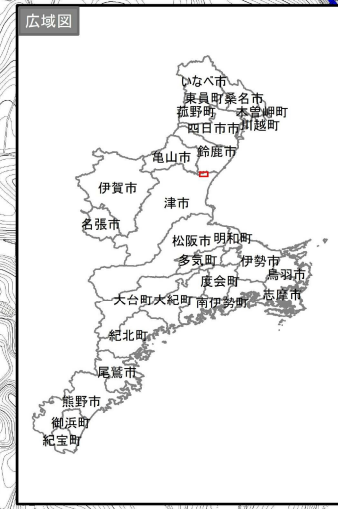 広域図
いなべ市
東員町 桑名市
菰野町 木曽岬町
四日市市 川越町
亀山市 鈴鹿市
伊賀市
津市
名張市
松阪市 明和町
多気町 伊勢市
度会町 鳥羽市
大台町 大紀町 南伊勢町 志摩市
紀北町
尾鷲市
熊野市
御浜町
紀宝町